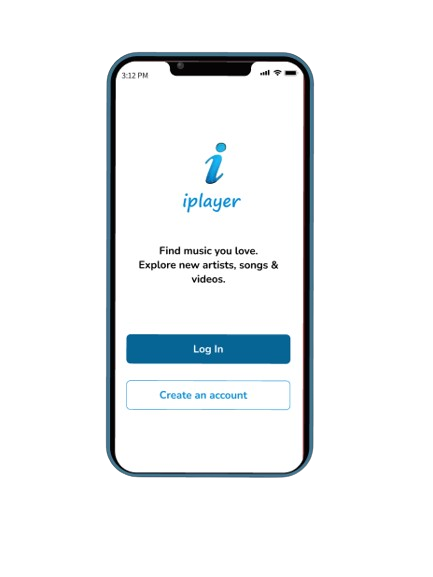 3:12 PM
i
iplayer
Find music you love.
Explore new artists, songs &
videos.
Log In
Create an account